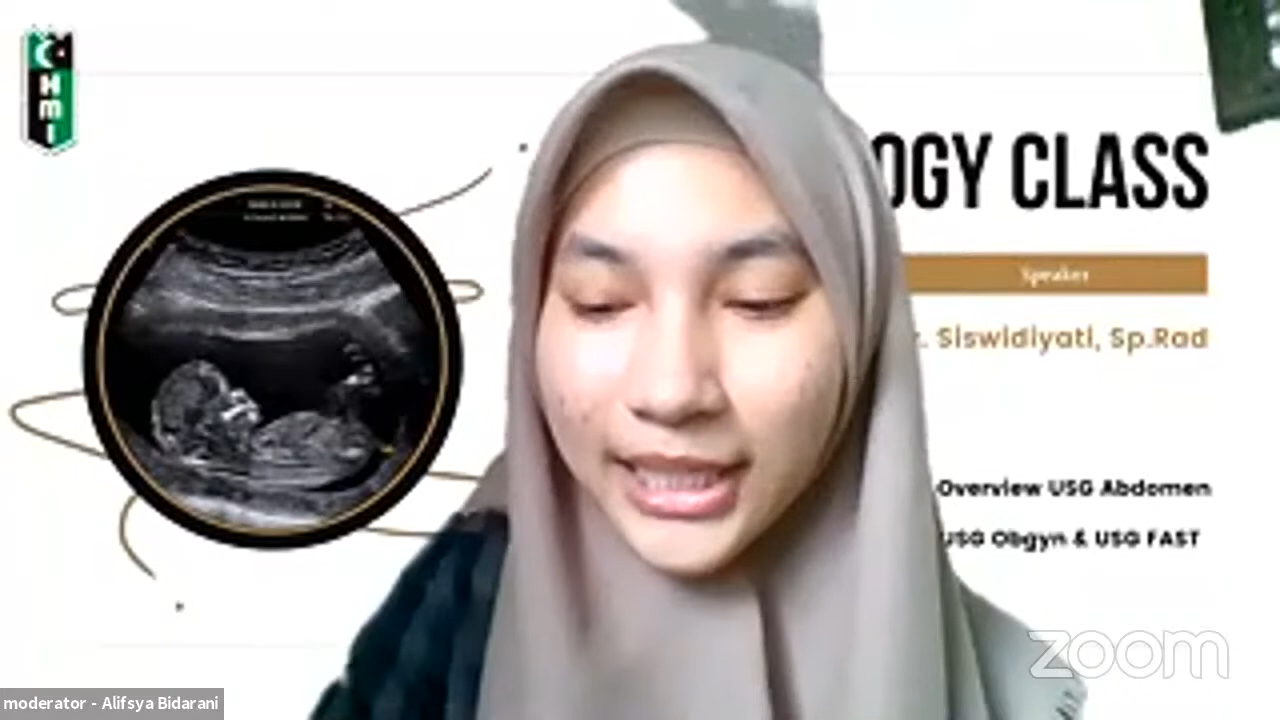 HMI
OGY CLASS
Speaker
. Siswidiyati, Sp.Rad
Overview USG Abdomen
USG Obgyn & USG FAST
zoom
moderator - Alifsya Bidarani